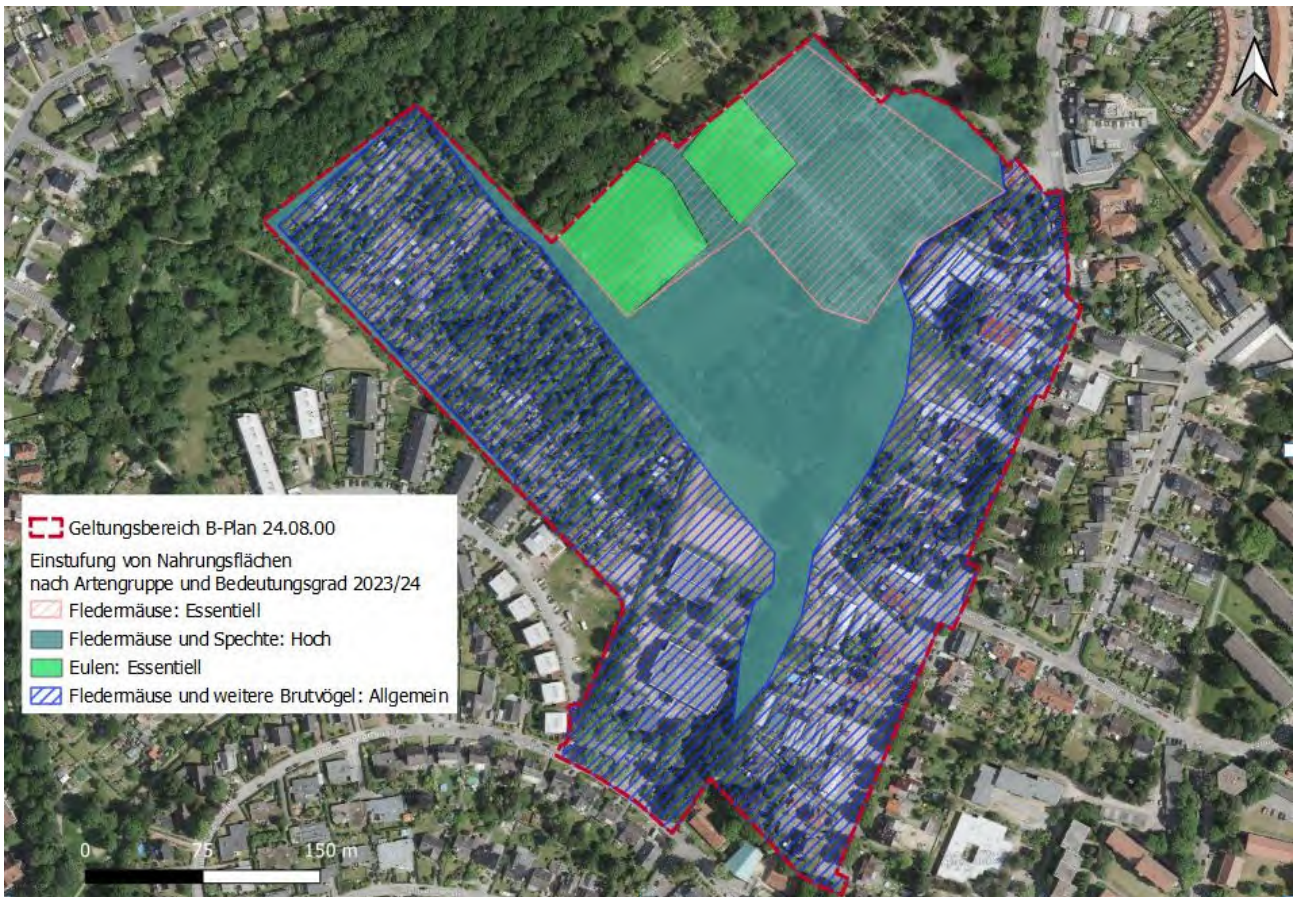 Geltungsbereich B-Plan 24.08.00
Einstufung von Nahrungsflächen
nach Artengruppe und Bedeutungsgrad 2023/24
Fledermäuse: Essentiell
Fledermäuse und Spechte: Hoch
Eulen: Essentiell
Fledermäuse und weitere Brutvögel: Allgemein
0 75 150 m